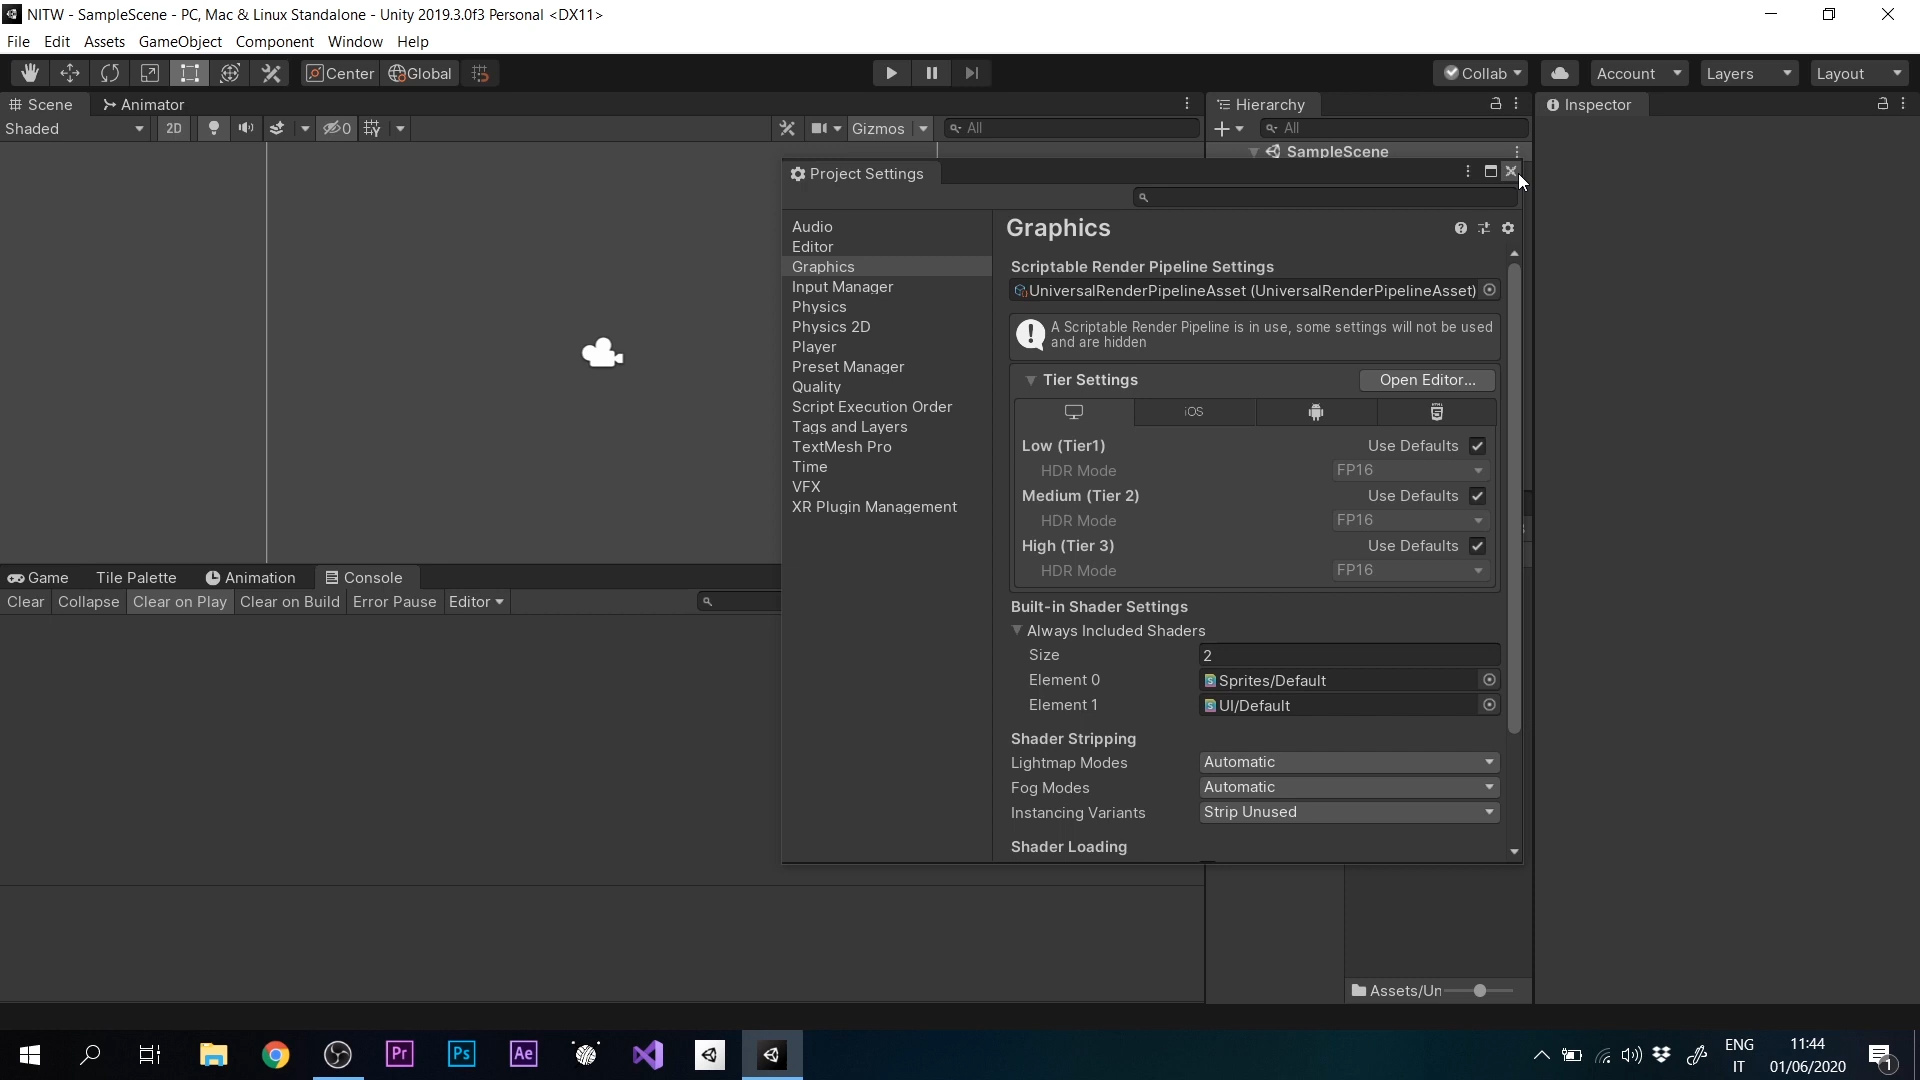 NITW - SampleScene - PC, Mac & Linux Standalone - Unity 2019.3.0f3 Personal <DX11>
File Edit Assets GameObject Component Window Help
Center Global Collab Account Layers Layout
Scene Animator Hierarchy Inspector
Shaded 2D 0 Gizmos All All
SampleScene
Project Settings
Audio
Editor
Graphics
Input Manager
Physics
Physics 2D
Player
Preset Manager
Quality
Script Execution Order
Tags and Layers
TextMesh Pro
Time
VFX
XR Plugin Management
Graphics
Scriptable Render Pipeline Settings
UniversalRenderPipelineAsset (UniversalRenderPipelineAsset)
A Scriptable Render Pipeline is in use, some settings will not be used
and are hidden
Tier Settings Open Editor...
iOS
Low (Tier1) Use Defaults
HDR Mode FP16
Medium (Tier 2) Use Defaults
HDR Mode FP16
High (Tier 3) Use Defaults
HDR Mode FP16
Built-in Shader Settings
Always Included Shaders
Size 2
Element 0 Sprites/Default
Element 1 UI/Default
Shader Stripping
Lightmap Modes Automatic
Fog Modes Automatic
Instancing Variants Strip Unused
Shader Loading
Game Tile Palette Animation Console
Clear Collapse Clear on Play Clear on Build Error Pause Editor
Assets/Un
Pr Ps Ae
ENG
IT
11:44
01/06/2020
1